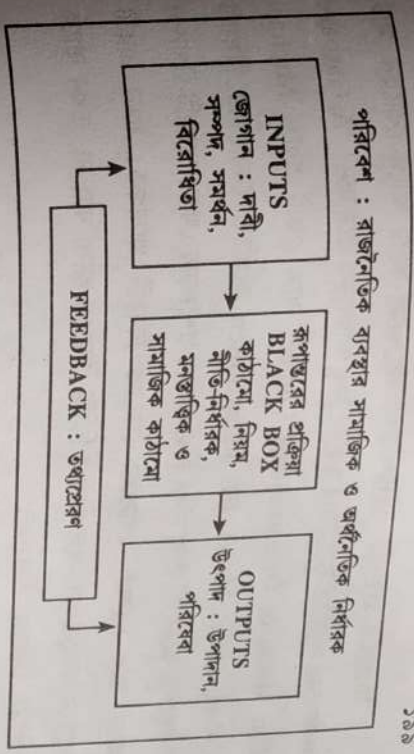 ১৯৯
পরিবেশ : রাজনৈতিক ব্যবস্থার সামাজিক ও অর্থনৈতিক নির্ধারক
INPUTS
জোগান : দাবী,
সম্পদ, সমর্থন,
বিরোধিতা
রূপান্তরের প্রক্রিয়া
BLACK BOX
কাঠামো, নিয়ম,
নীতি-নির্ধারক,
মনস্তাত্ত্বিক ও
সামাজিক কাঠামো
OUTPUTS
উৎপাদ : উপাদান,
পরিষেবা
FEEDBACK : তথ্যপ্রেরণ